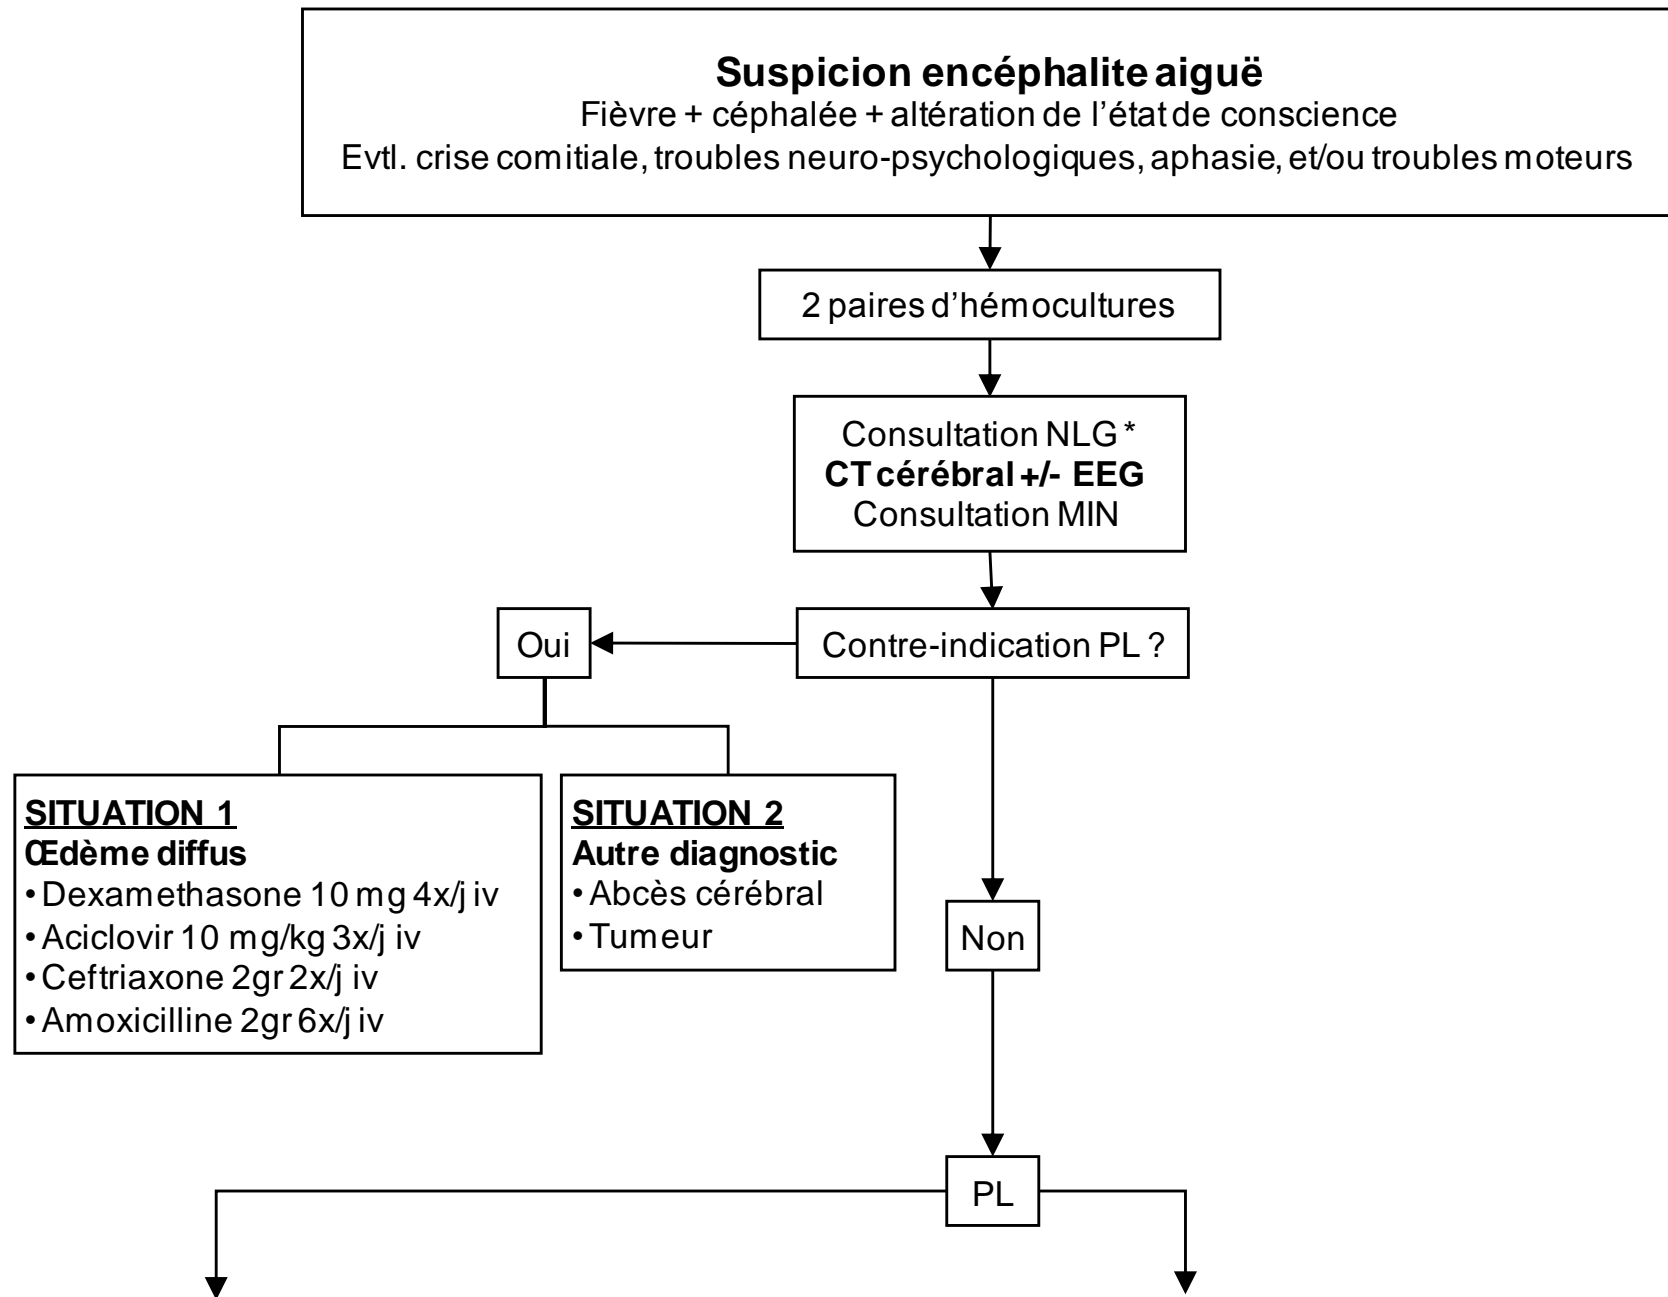 Suspicion encéphalite aiguë
Fièvre + céphalée + altération de l'état de conscience
Evtl. crise comitiale, troubles neuro-psychologiques, aphasie, et/ou troubles moteurs
2 paires d'hémocultures
Consultation NLG *
CT cérébral +/- EEG
Consultation MIN
Oui
Contre-indication PL ?
SITUATION 1
Œdème diffus
• Dexamethasone 10 mg 4x/j iv
• Aciclovir 10 mg/kg 3x/j iv
• Ceftriaxone 2gr 2x/j iv
• Amoxicilline 2gr 6x/j iv
SITUATION 2
Autre diagnostic
• Abcès cérébral
• Tumeur
Non
PL